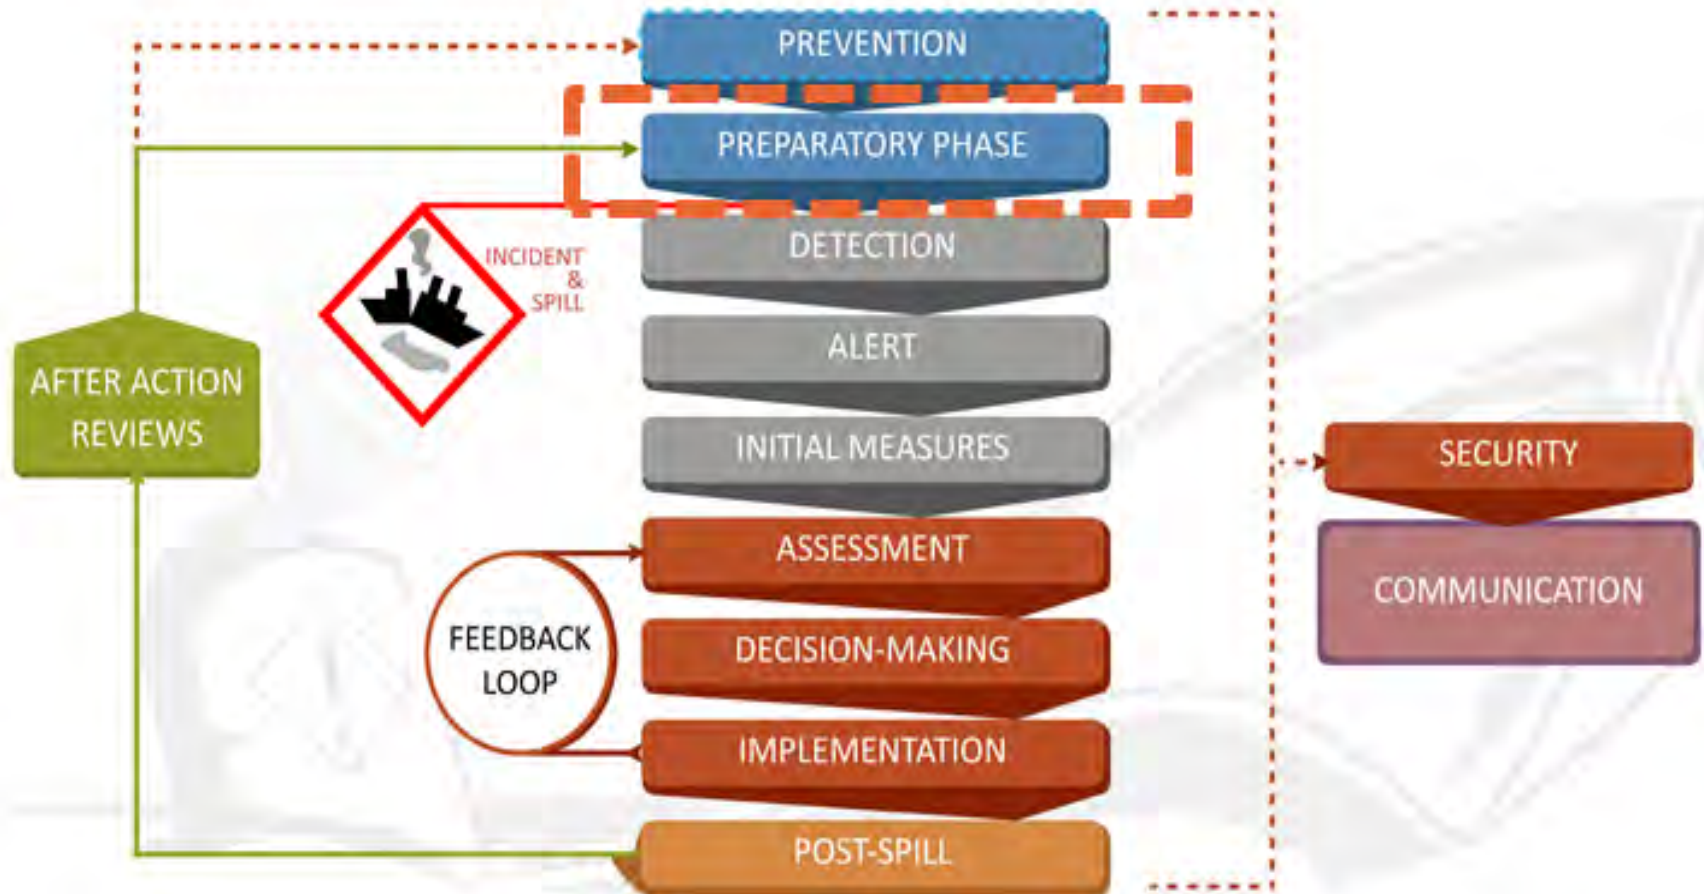 PREVENTION
PREPARATORY PHASE
DETECTION
INCIDENT
&
SPILL
ALERT
AFTER ACTION
REVIEWS
INITIAL MEASURES
SECURITY
ASSESSMENT
COMMUNICATION
FEEDBACK
LOOP
DECISION-MAKING
IMPLEMENTATION
POST-SPILL